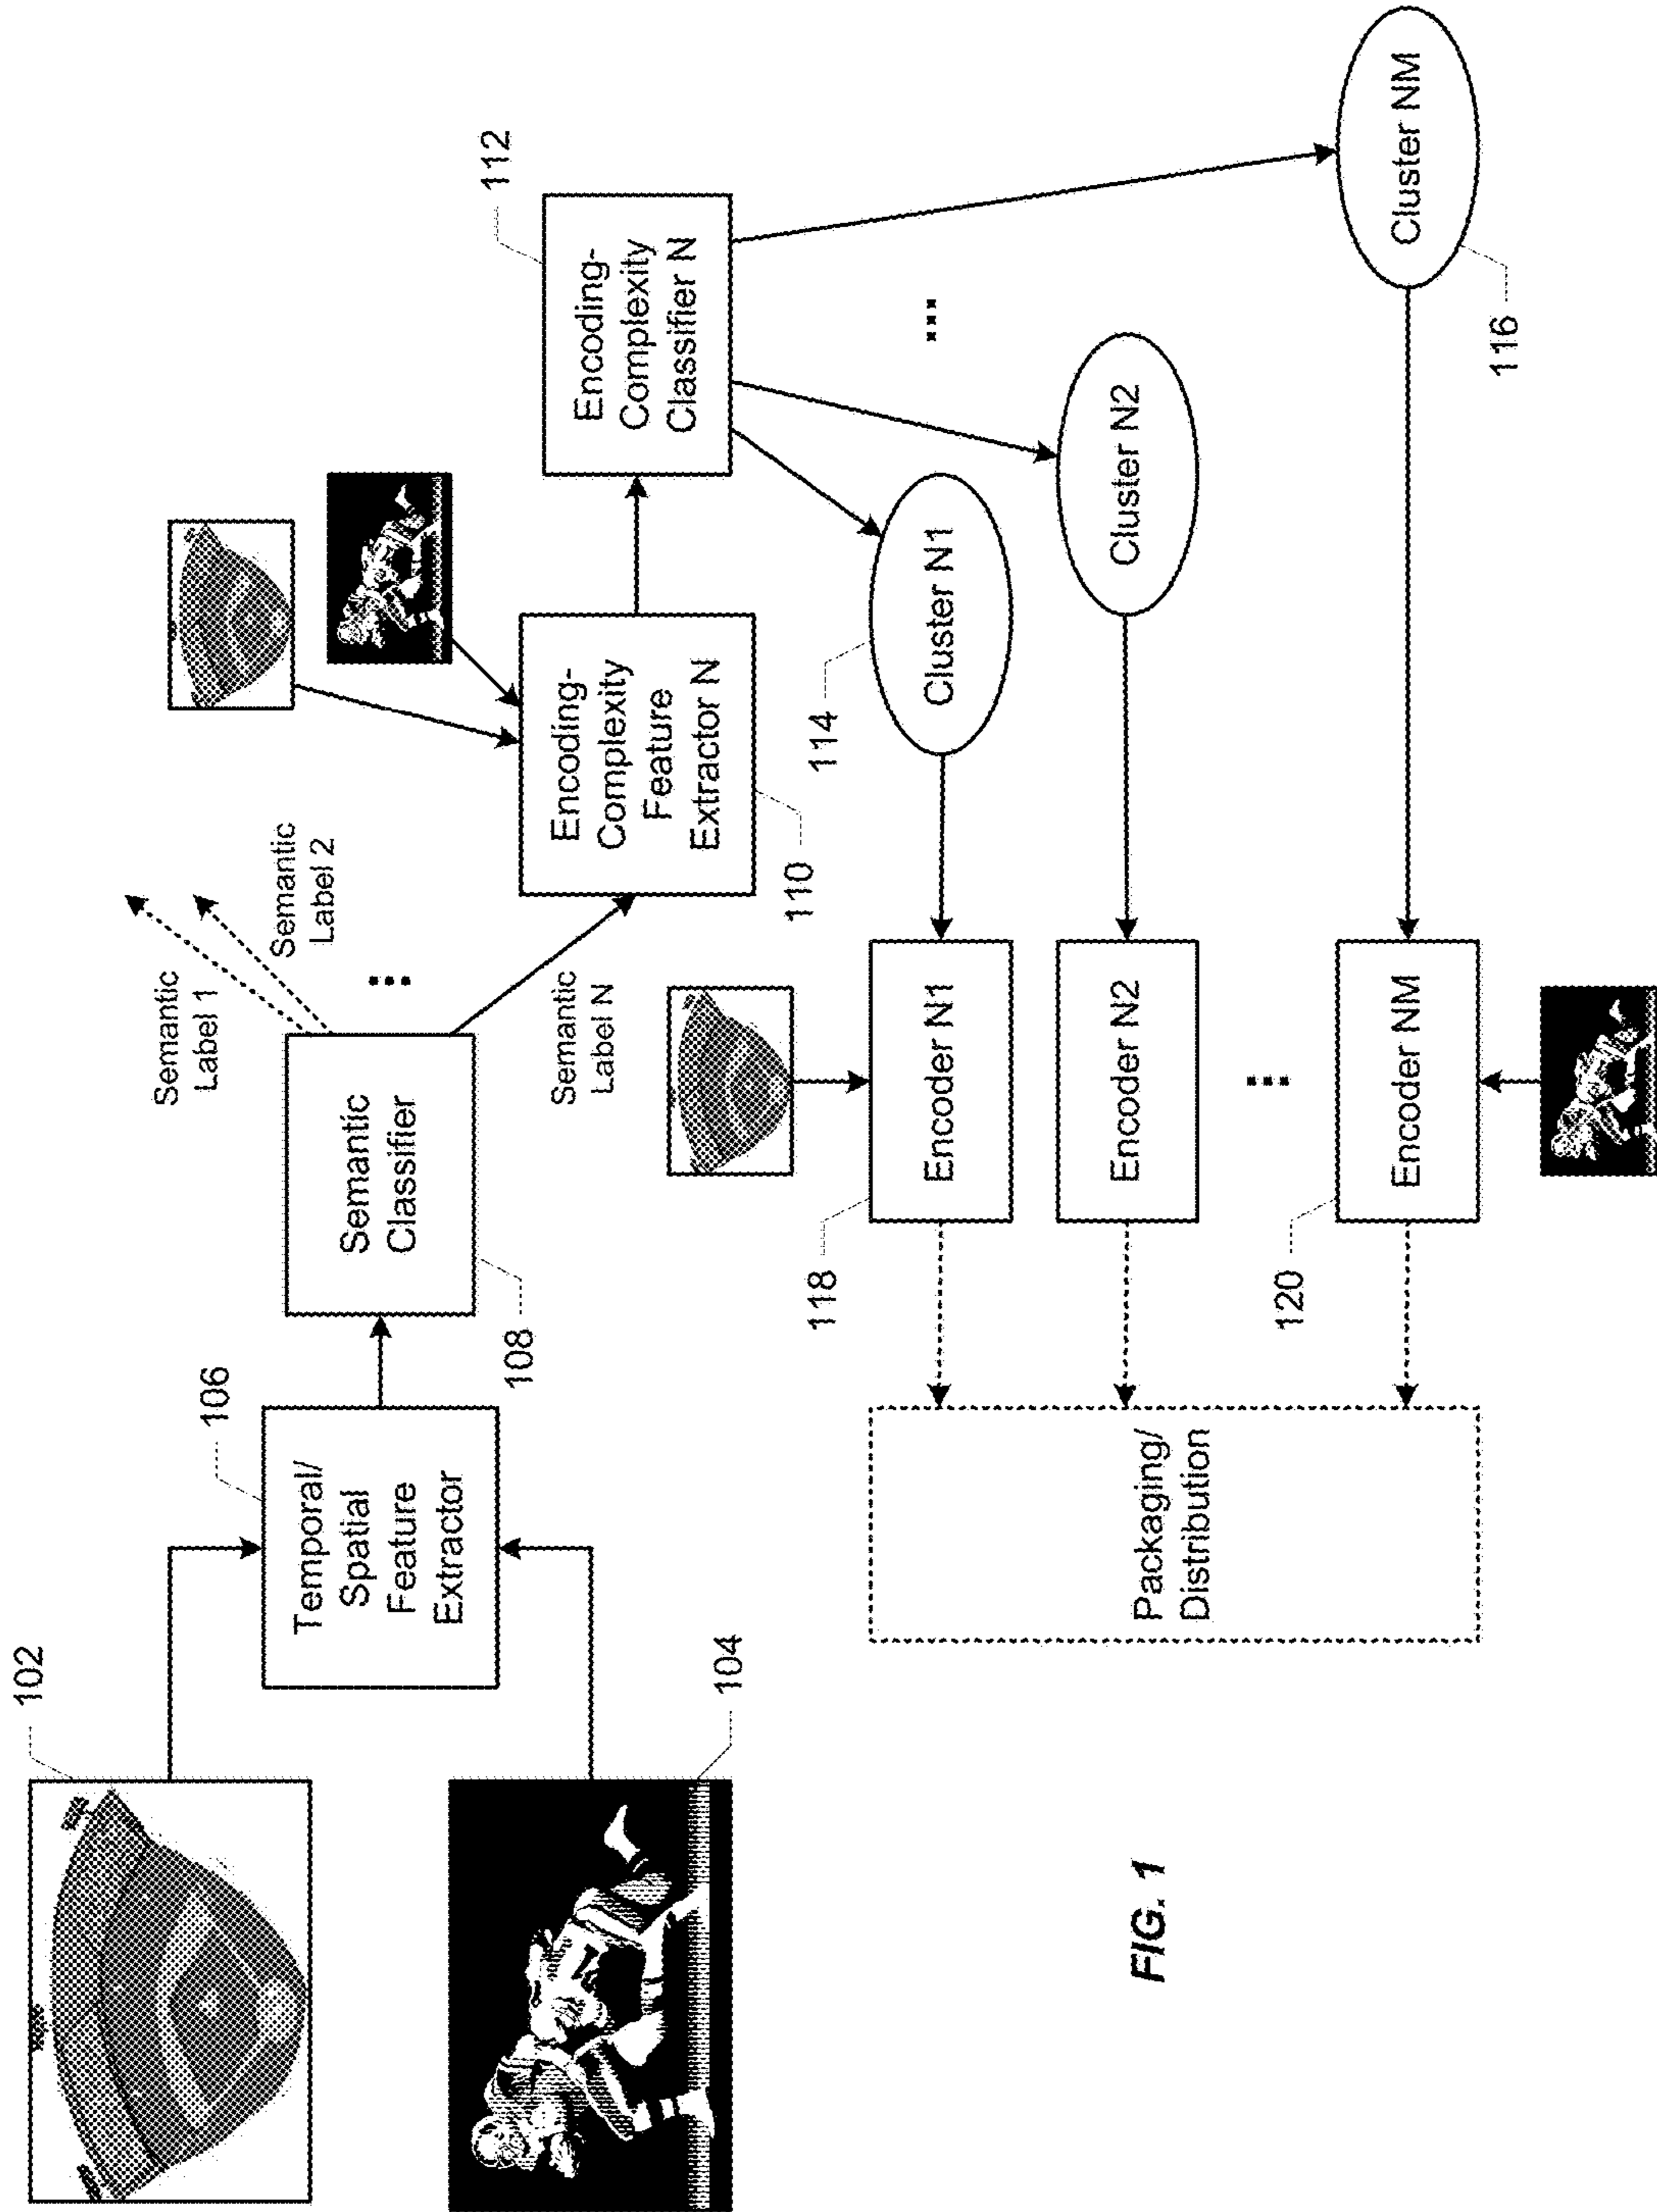 102
104
106
Temporal/
Spatial
Feature
Extractor
108
Semantic
Classifier
Semantic
Label 1
Semantic
Label 2
...
Semantic
Label N
110
Encoding-
Complexity
Feature
Extractor N
112
Encoding-
Complexity
Classifier N
114
Cluster N1
Cluster N2
...
116
Cluster NM
118
Encoder N1
Encoder N2
...
120
Encoder NM
Packaging/
Distribution
FIG. 1